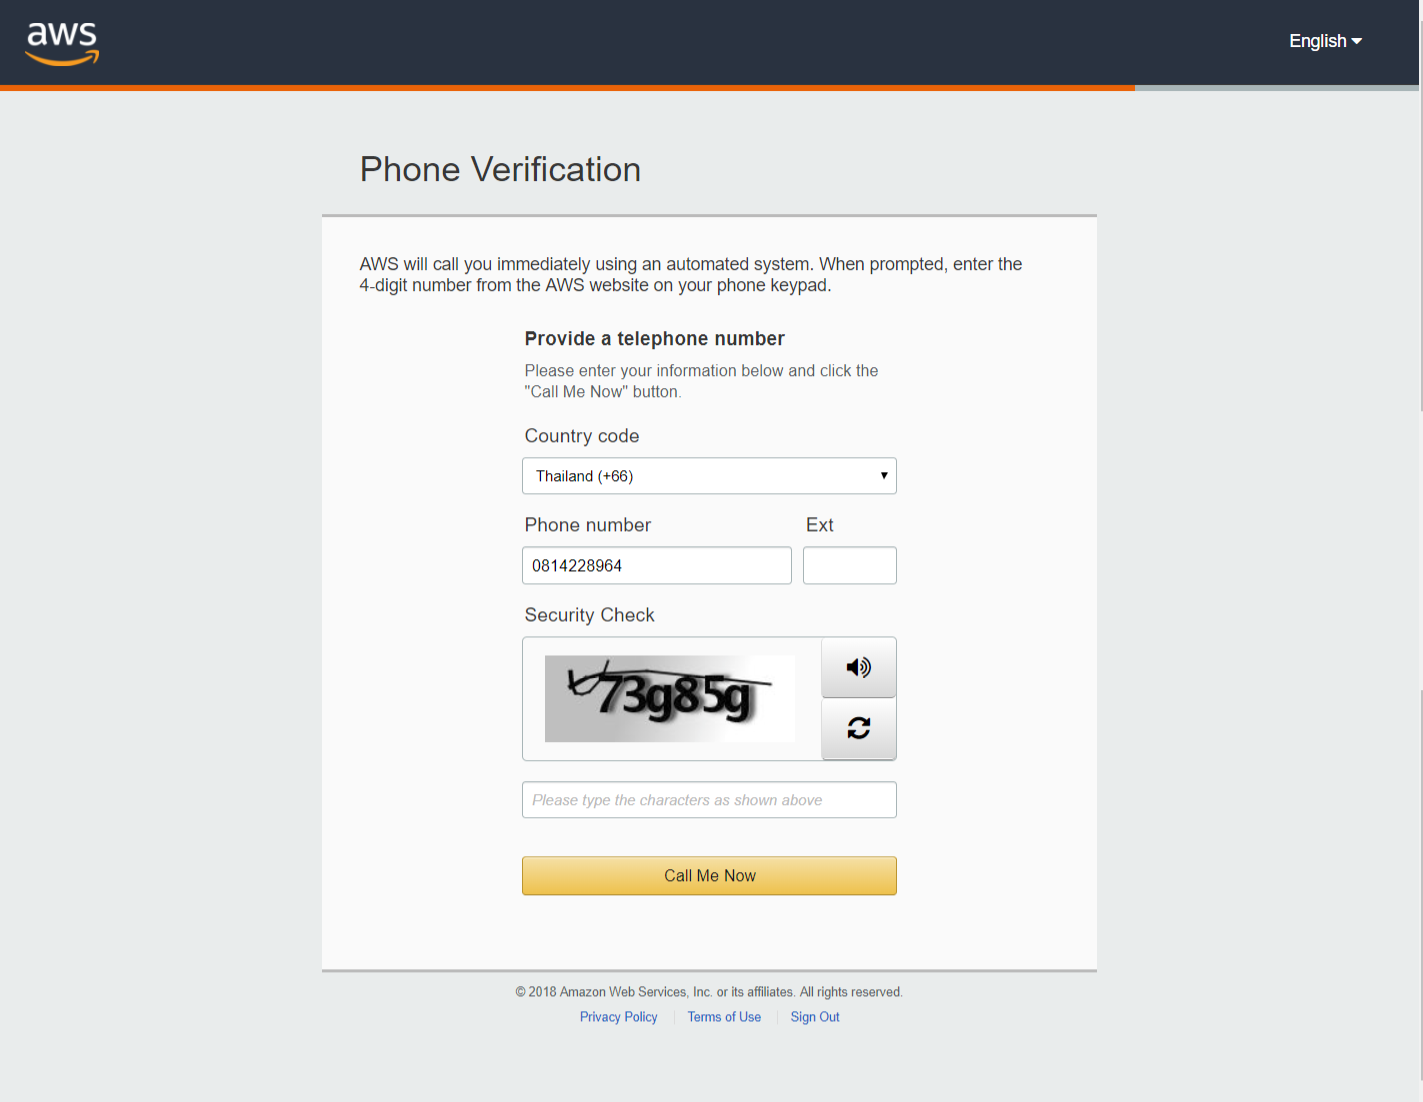 aws
English
Phone Verification
AWS will call you immediately using an automated system. When prompted, enter the
4-digit number from the AWS website on your phone keypad.
Provide a telephone number
Please enter your information below and click the
"Call Me Now" button.
Country code
Thailand (+66)
Phone number Ext
0814228964
Security Check
73g85g
Please type the characters as shown above
Call Me Now
© 2018 Amazon Web Services, Inc. or its affiliates. All rights reserved.
Privacy Policy Terms of Use Sign Out